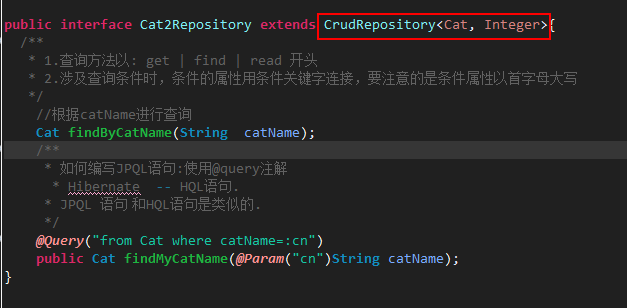 public interface Cat2Repository extends CrudRepository<Cat, Integer>{
/**
* 1.查询方法以: get | find | read 开头
* 2.涉及查询条件时，条件的属性用条件关键字连接，要注意的是条件属性以首字母大写
*/
//根据catName进行查询
Cat findByCatName(String catName);
/**
* 如何编写JPQL语句:使用@query注解
* Hibernate -- HQL语句.
* JPQL 语句 和HQL语句是类似的.
*/
@Query("from Cat where catName=:cn")
public Cat findMyCatName(@Param("cn")String catName);
}